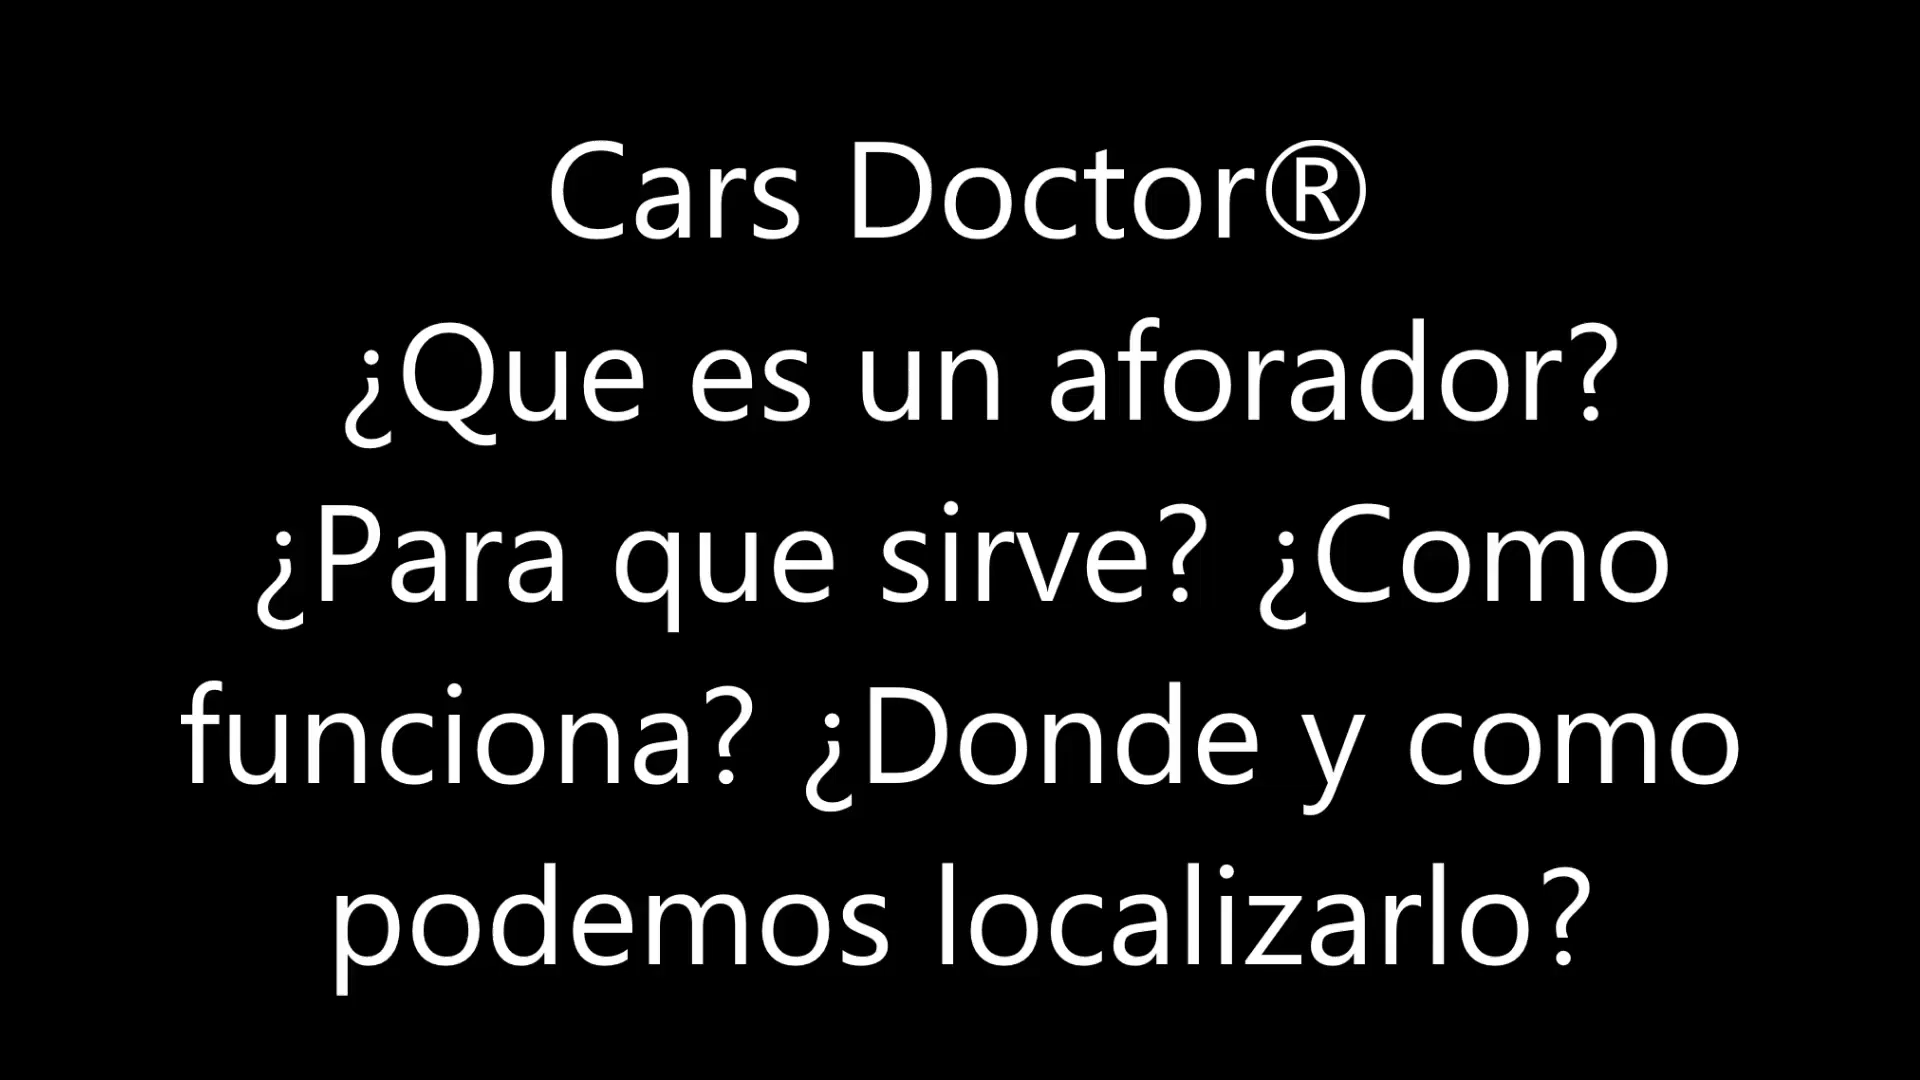 Cars Doctor®
¿Que es un aforador?
¿Para que sirve? ¿Como
funciona? ¿Donde y como
podemos localizarlo?